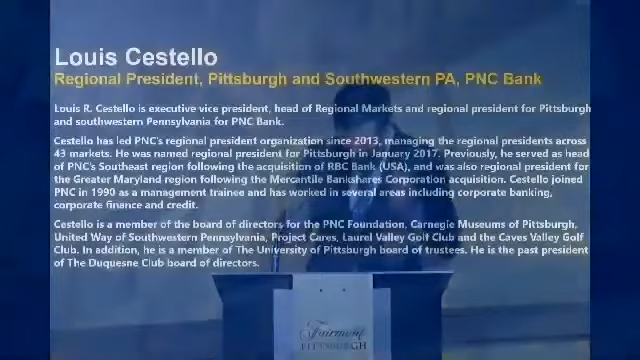 Louis Cestello
Regional President, Pittsburgh and Southwestern PA, PNC Bank
Louis R. Cestello is executive vice president, head of Regional Markets and regional president for Pittsburgh
and southwestern Pennsylvania for PNC Bank.
Cestello has led PNC's regional president organization since 2013, managing the regional presidents across
43 markets. He was named regional president for Pittsburgh in January 2017. Previously, he served as head
of PNC's Southeast region following the acquisition of RBC Bank (USA), and was also regional president for
the Greater Maryland region following the Mercantile Bankshares Corporation acquisition. Cestello joined
PNC in 1990 as a management trainee and has worked in several areas including corporate banking,
corporate finance and credit.
Cestello is a member of the board of directors for the PNC Foundation, Carnegie Museums of Pittsburgh,
United Way of Southwestern Pennsylvania, Project Cares, Laurel Valley Golf Club and the Caves Valley Golf
Club. In addition, he is a member of The University of Pittsburgh board of trustees. He is the past president
of The Duquesne Club board of directors.
Fairmont
PITTSBURGH